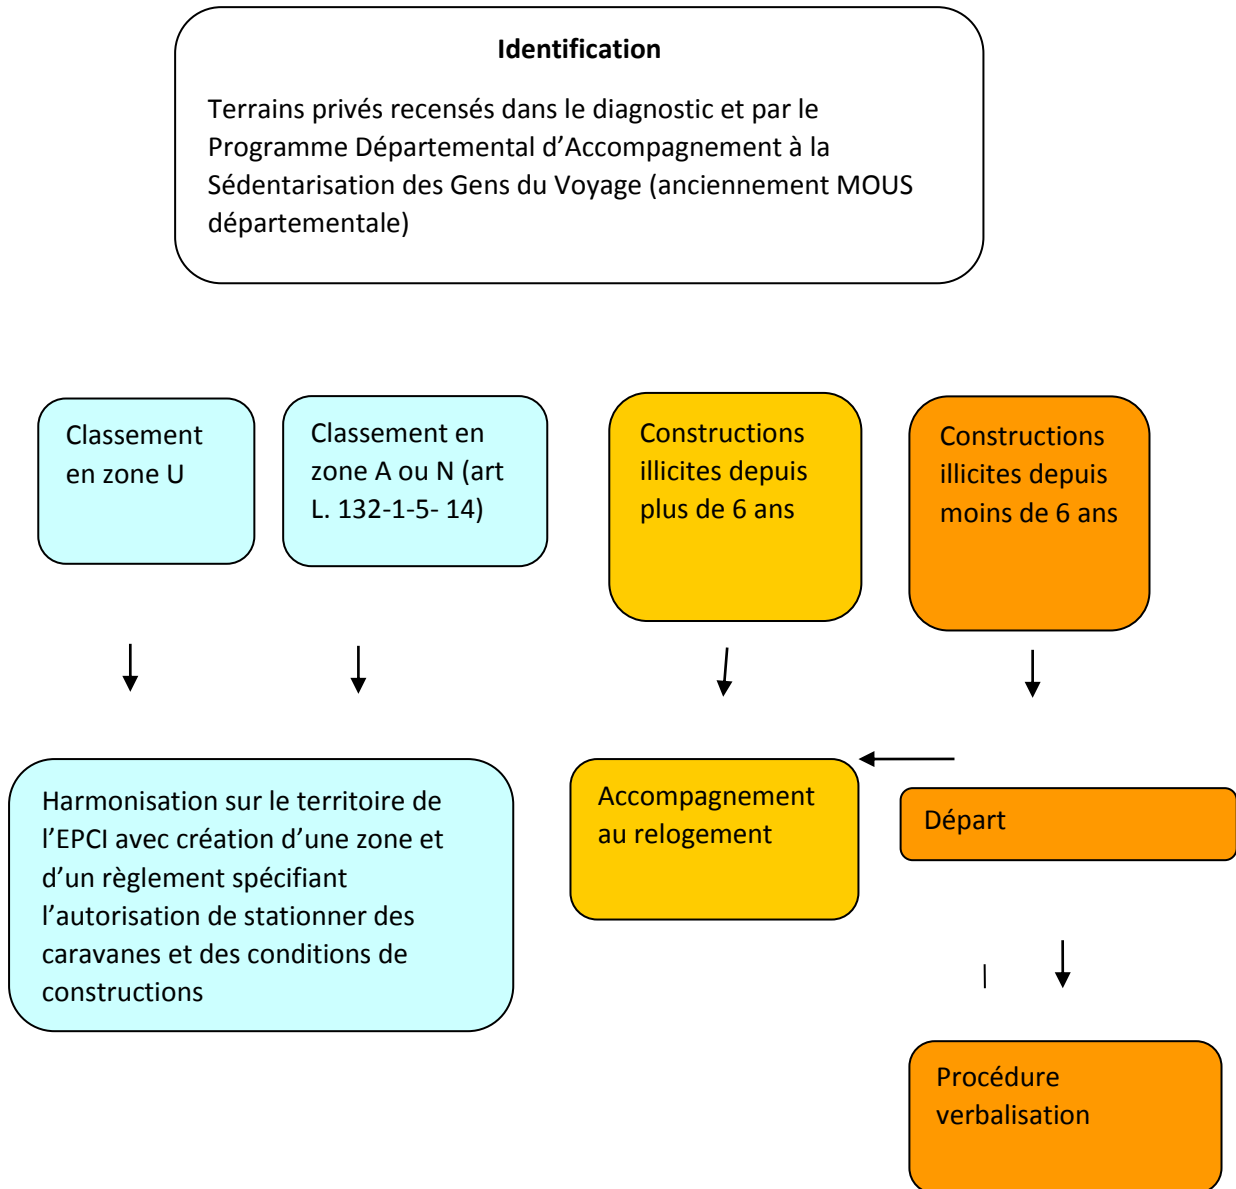 Identification
Terrains privés recensés dans le diagnostic et par le
Programme Départemental d’Accompagnement à la
Sédentarisation des Gens du Voyage (anciennement MOUS
départementale)
Classement
en zone U
Classement en
zone A ou N (art
L. 132-1-5- 14)
Constructions
illicites depuis
plus de 6 ans
Constructions
illicites depuis
moins de 6 ans
Harmonisation sur le territoire de
l’EPCI avec création d’une zone et
d’un règlement spécifiant
l’autorisation de stationner des
caravanes et des conditions de
constructions
Accompagnement
au relogement
Départ
Procédure
verbalisation